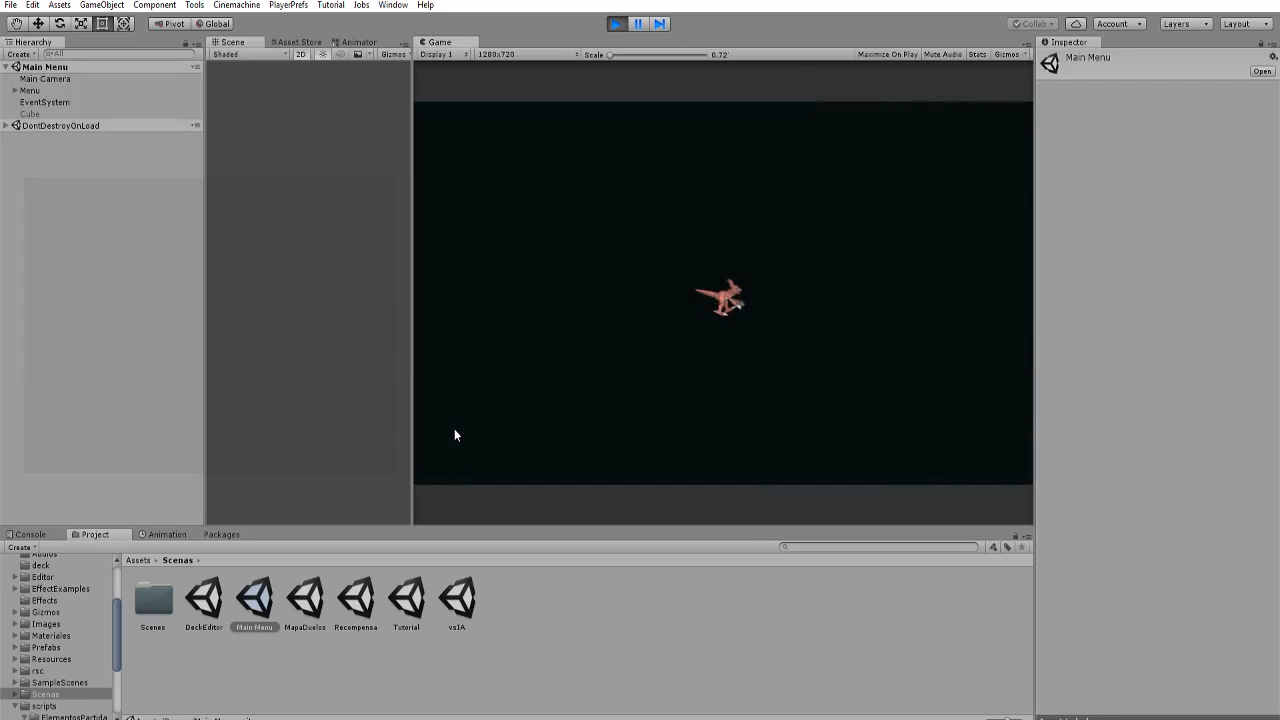 File Edit Assets GameObject Component Tools Cinemachine PlayerPrefs Tutorial Jobs Window Help
Pivot Global Collab Account Layers Layout
Hierarchy Scene Asset Store Animator Game Inspector
Create All Shaded 2D Gizmos Display 1 1280x720 Scale 0.72 Maximize On Play Mute Audio Stats Gizmos
Main Menu
Open
Main Menu
Main Camera
Menu
EventSystem
Cube
DontDestroyOnLoad
Console Project Animation Packages
Create
Audios
deck
Editor
EffectExamples
Effects
Gizmos
Images
Materiales
Prefabs
Resources
rsc
SampleScenes
Scenas
scripts
ElementosPartida
Assets Scenas
Scenes DeckEditor Main Menu MapaDuelos Recompensa Tutorial vsIA